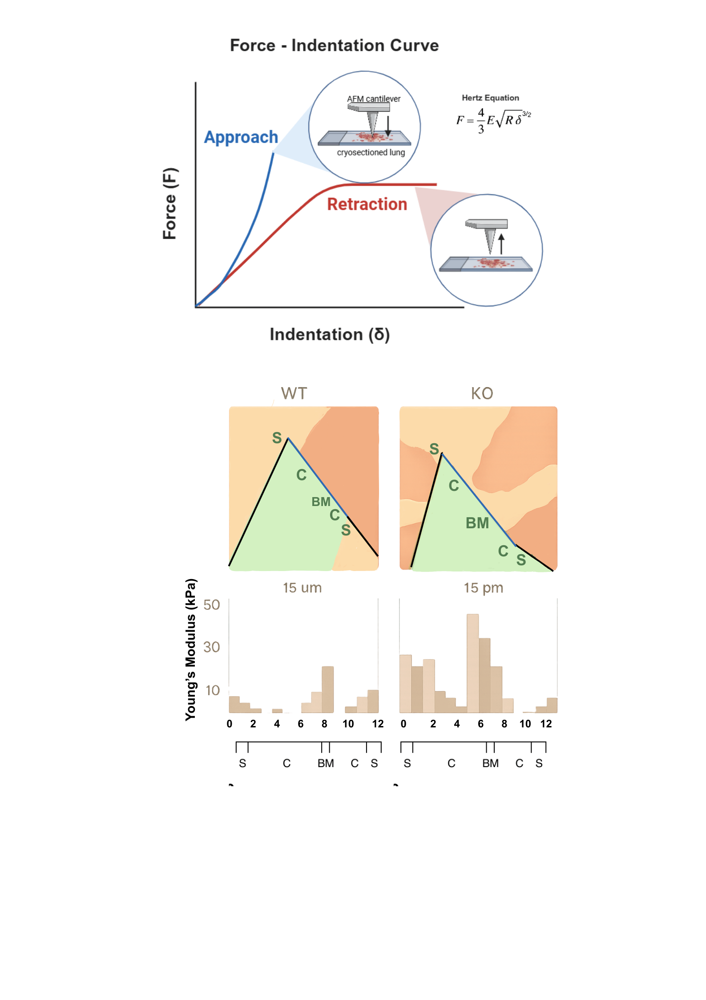 Force - Indentation Curve
AFM cantilever
cryosectioned lung
Hertz Equation
F = 4/3 E√R δ^3/2
Approach
Retraction
Force (F)
Indentation (δ)
WT
KO
S
C
BM
C
S
S
C
BM
C
S
15 um
15 pm
Young's Modulus (kPa)
50
30
10
0 2 4 6 8 10 12
0 2 4 6 8 10 12
S C BM C S
S C BM C S